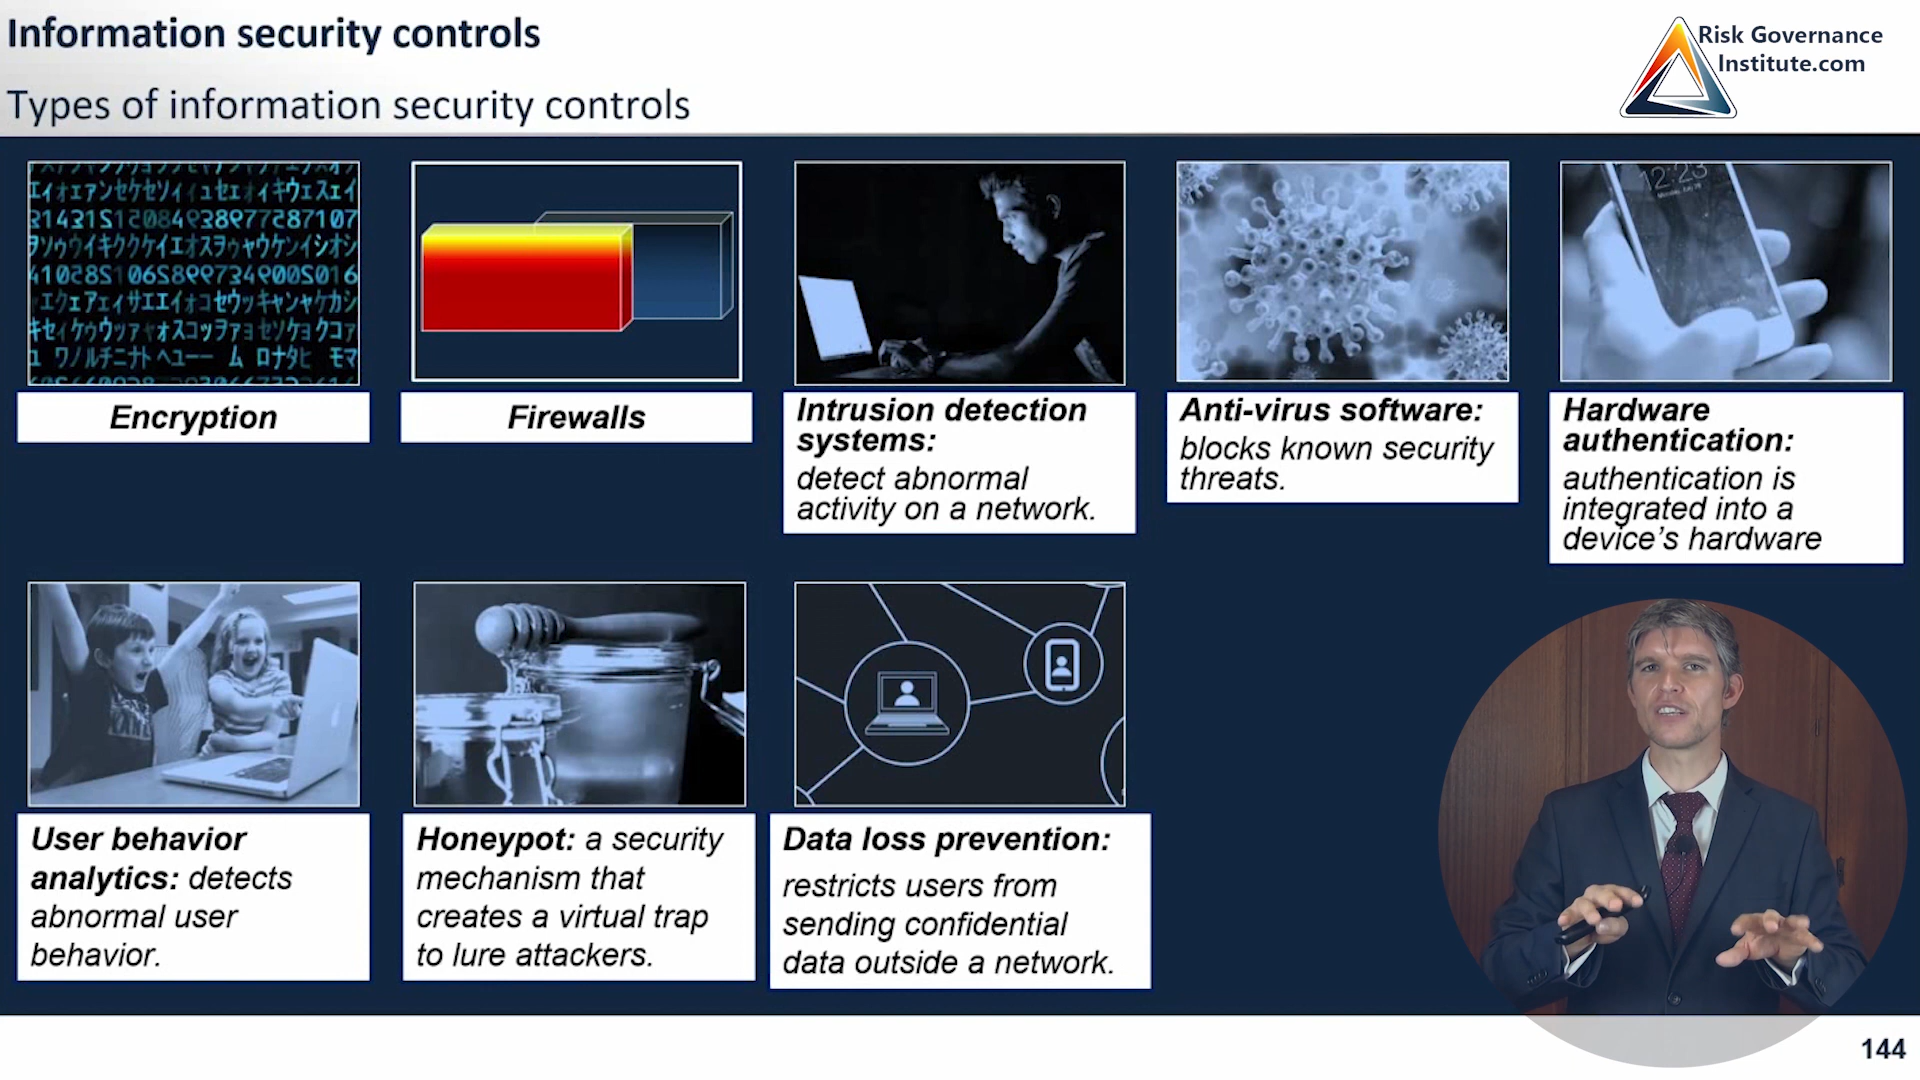 Information security controls
Types of information security controls
Risk Governance
Institute.com
Encryption
Firewalls
Intrusion detection
systems:
detect abnormal
activity on a network.
Anti-virus software:
blocks known security
threats.
12:23
Hardware
authentication:
authentication is
integrated into a
device’s hardware
User behavior
analytics: detects
abnormal user
behavior.
Honeypot: a security
mechanism that
creates a virtual trap
to lure attackers.
Data loss prevention:
restricts users from
sending confidential
data outside a network.
144